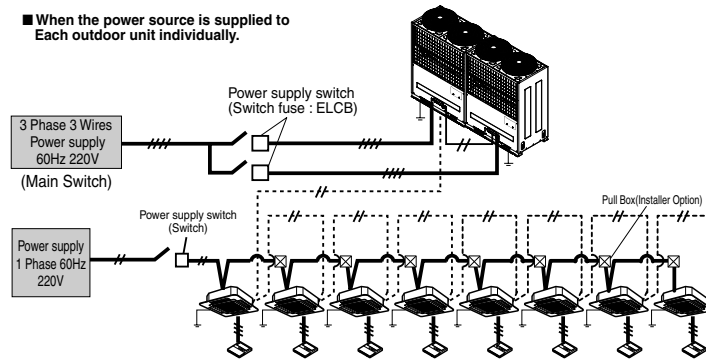 ■ When the power source is supplied to
Each outdoor unit individually.
Power supply switch
(Switch fuse : ELCB)
3 Phase 3 Wires
Power supply
60Hz 220V
(Main Switch)
Pull Box(Installer Option)
Power supply switch
(Switch)
Power supply
1 Phase 60Hz
220V